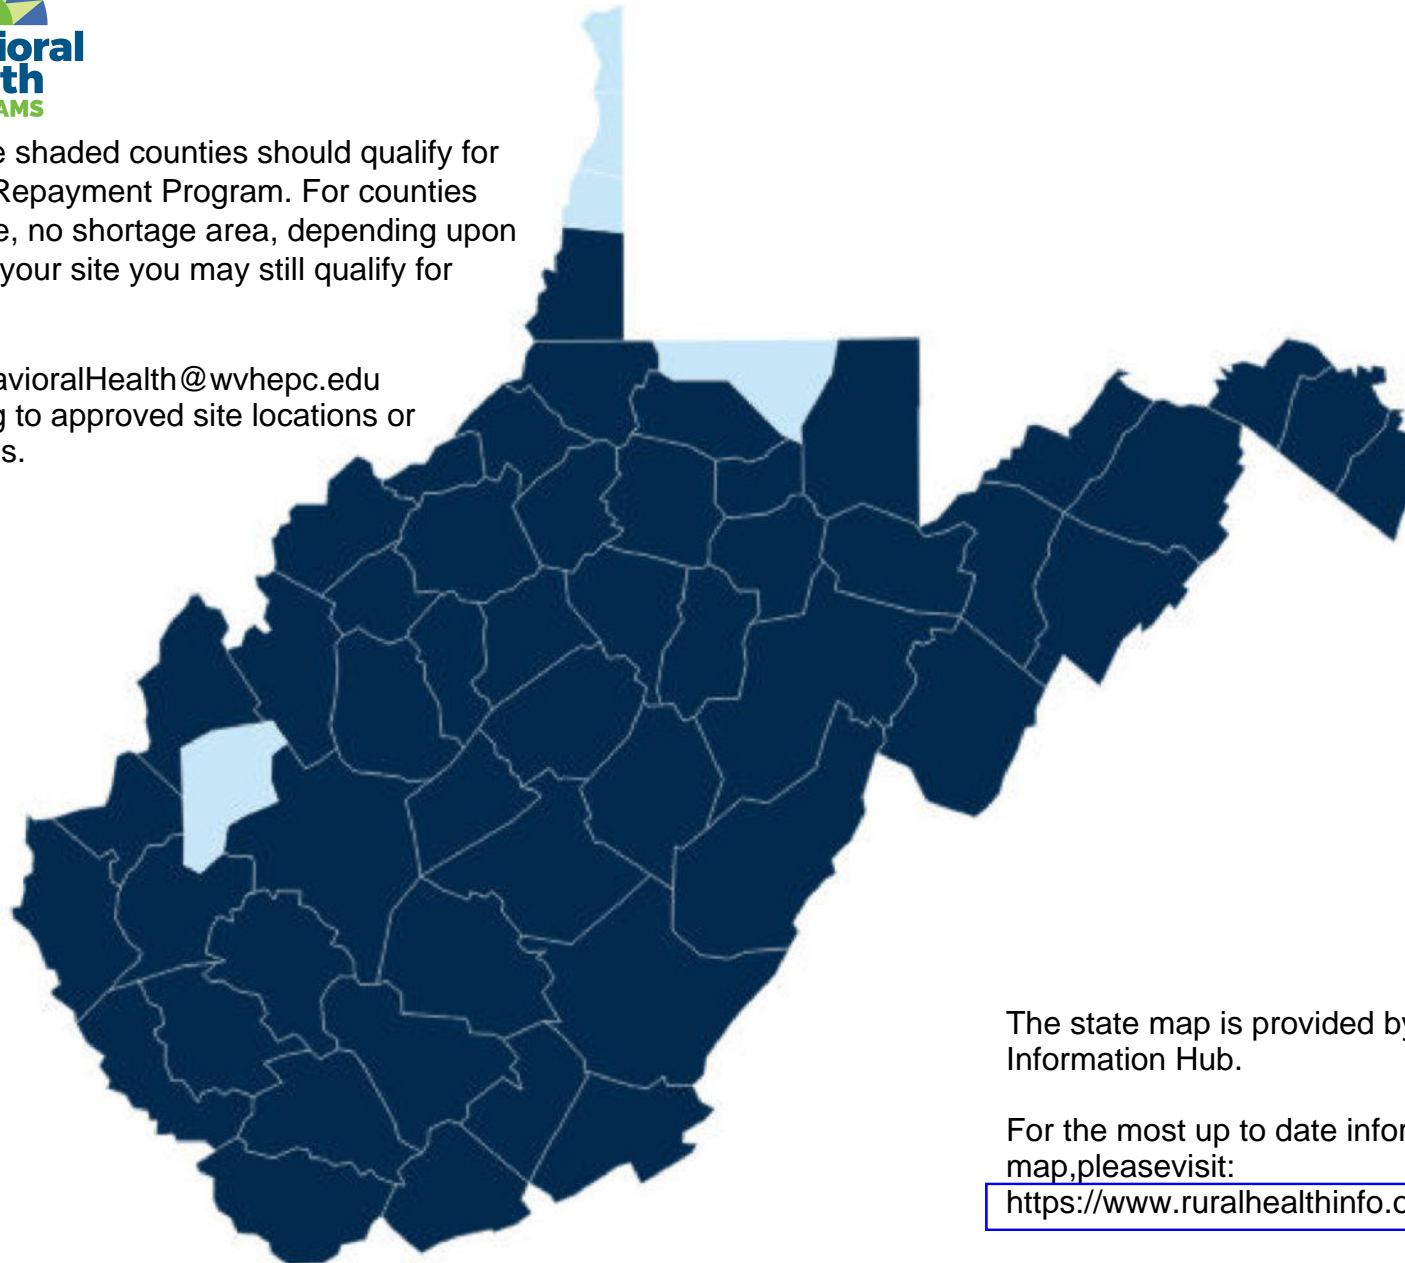 ioral
th
AMS
e shaded counties should qualify for
Repayment Program. For counties
e, no shortage area, depending upon
your site you may still qualify for
avioralHealth@wvhepc.edu
g to approved site locations or
s.
The state map is provided by
Information Hub.
For the most up to date infor
map,pleasevisit:
https://www.ruralhealthinfo.o